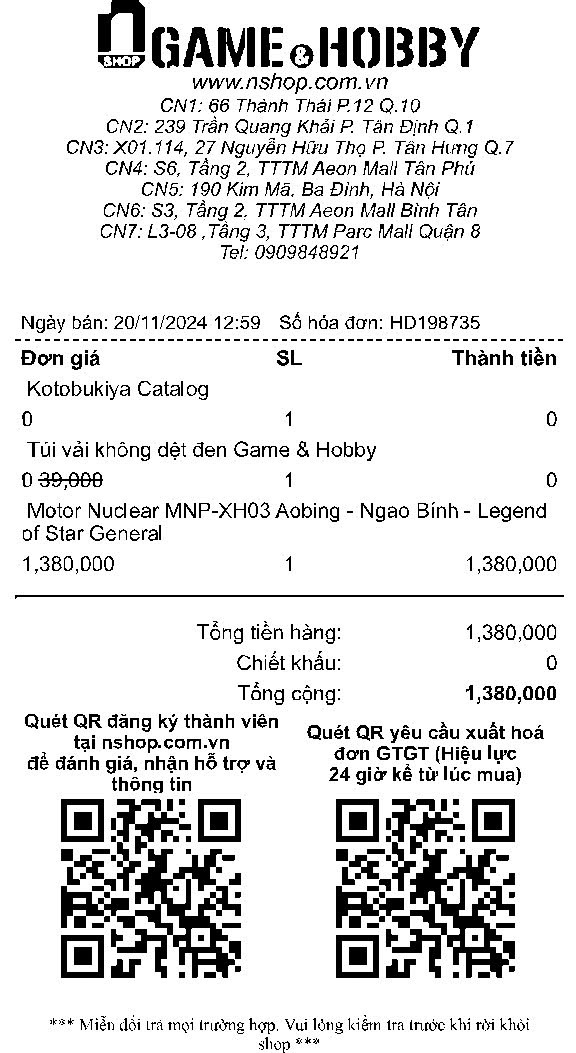 n SHOP GAME & HOBBY
www.nshop.com.vn
CN1: 66 Thành Thái P.12 Q.10
CN2: 239 Trần Quang Khải P. Tân Định Q.1
CN3: X01.114, 27 Nguyễn Hữu Thọ P. Tân Hưng Q.7
CN4: S6, Tầng 2, TTTM Aeon Mall Tân Phú
CN5: 190 Kim Mã, Ba Đình, Hà Nội
CN6: S3, Tầng 2, TTTM Aeon Mall Bình Tân
CN7: L3-08 ,Tầng 3, TTTM Parc Mall Quận 8
Tel: 0909848921
Ngày bán: 20/11/2024 12:59 Số hóa đơn: HD198735
Đơn giá SL Thành tiền
Kotobukiya Catalog
0 1 0
Túi vải không dệt đen Game & Hobby
0 39,000 1 0
Motor Nuclear MNP-XH03 Aobing - Ngao Bính - Legend
of Star General
1,380,000 1 1,380,000
Tổng tiền hàng: 1,380,000
Chiết khấu: 0
Tổng cộng: 1,380,000
Quét QR đăng ký thành viên
tại nshop.com.vn
để đánh giá, nhận hỗ trợ và
thông tin
Quét QR yêu cầu xuất hoá
đơn GTGT (Hiệu lực
24 giờ kể từ lúc mua)
*** Miễn đổi trả mọi trường hợp. Vui lòng kiểm tra trước khi rời khỏi
shop ***